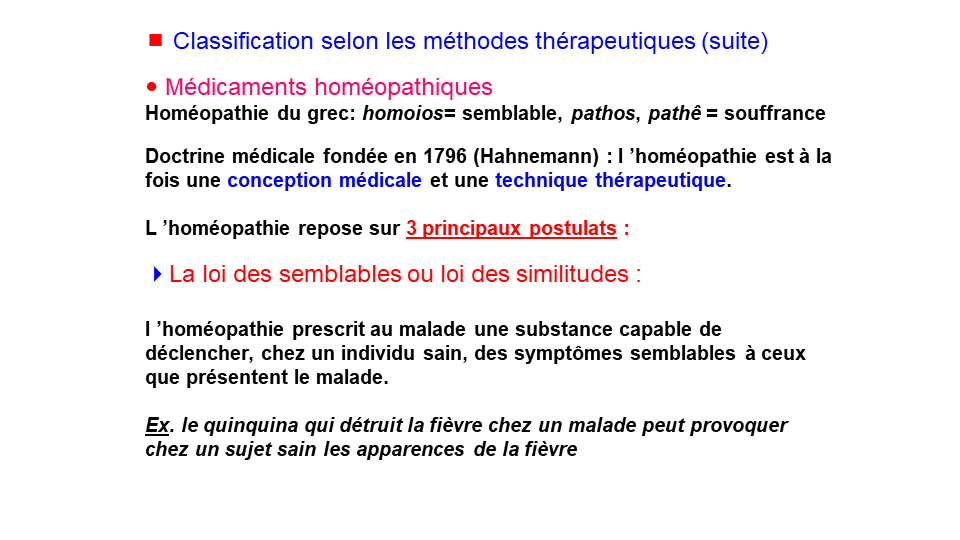 Classification selon les méthodes thérapeutiques (suite)
Médicaments homéopathiques
Homéopathie du grec: homoios= semblable, pathos, pathê = souffrance
Doctrine médicale fondée en 1796 (Hahnemann) : l ’homéopathie est à la
fois une conception médicale et une technique thérapeutique.
L ’homéopathie repose sur 3 principaux postulats :
La loi des semblables ou loi des similitudes :
l ’homéopathie prescrit au malade une substance capable de
déclencher, chez un individu sain, des symptômes semblables à ceux
que présentent le malade.
Ex. le quinquina qui détruit la fièvre chez un malade peut provoquer
chez un sujet sain les apparences de la fièvre